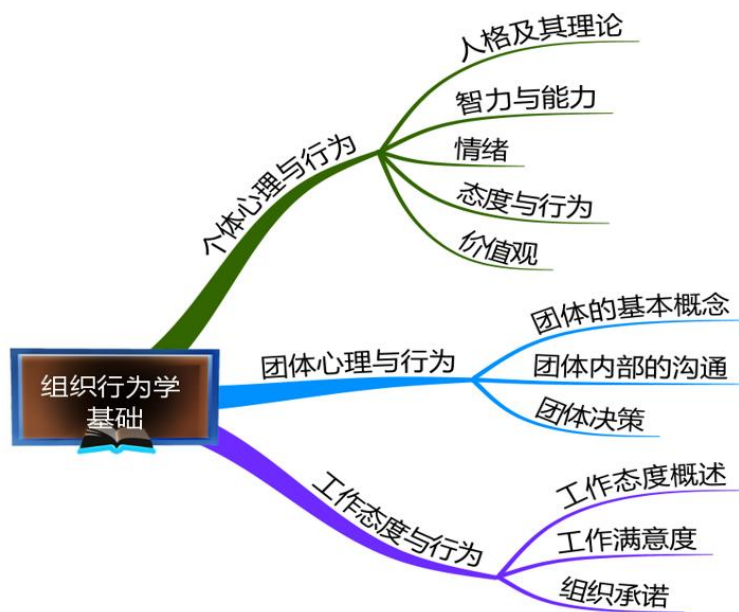 组织行为学
基础
个体心理与行为
人格及其理论
智力与能力
情绪
态度与行为
价值观
团体心理与行为
团体的基本概念
团体内部的沟通
团体决策
工作态度与行为
工作态度概述
工作满意度
组织承诺